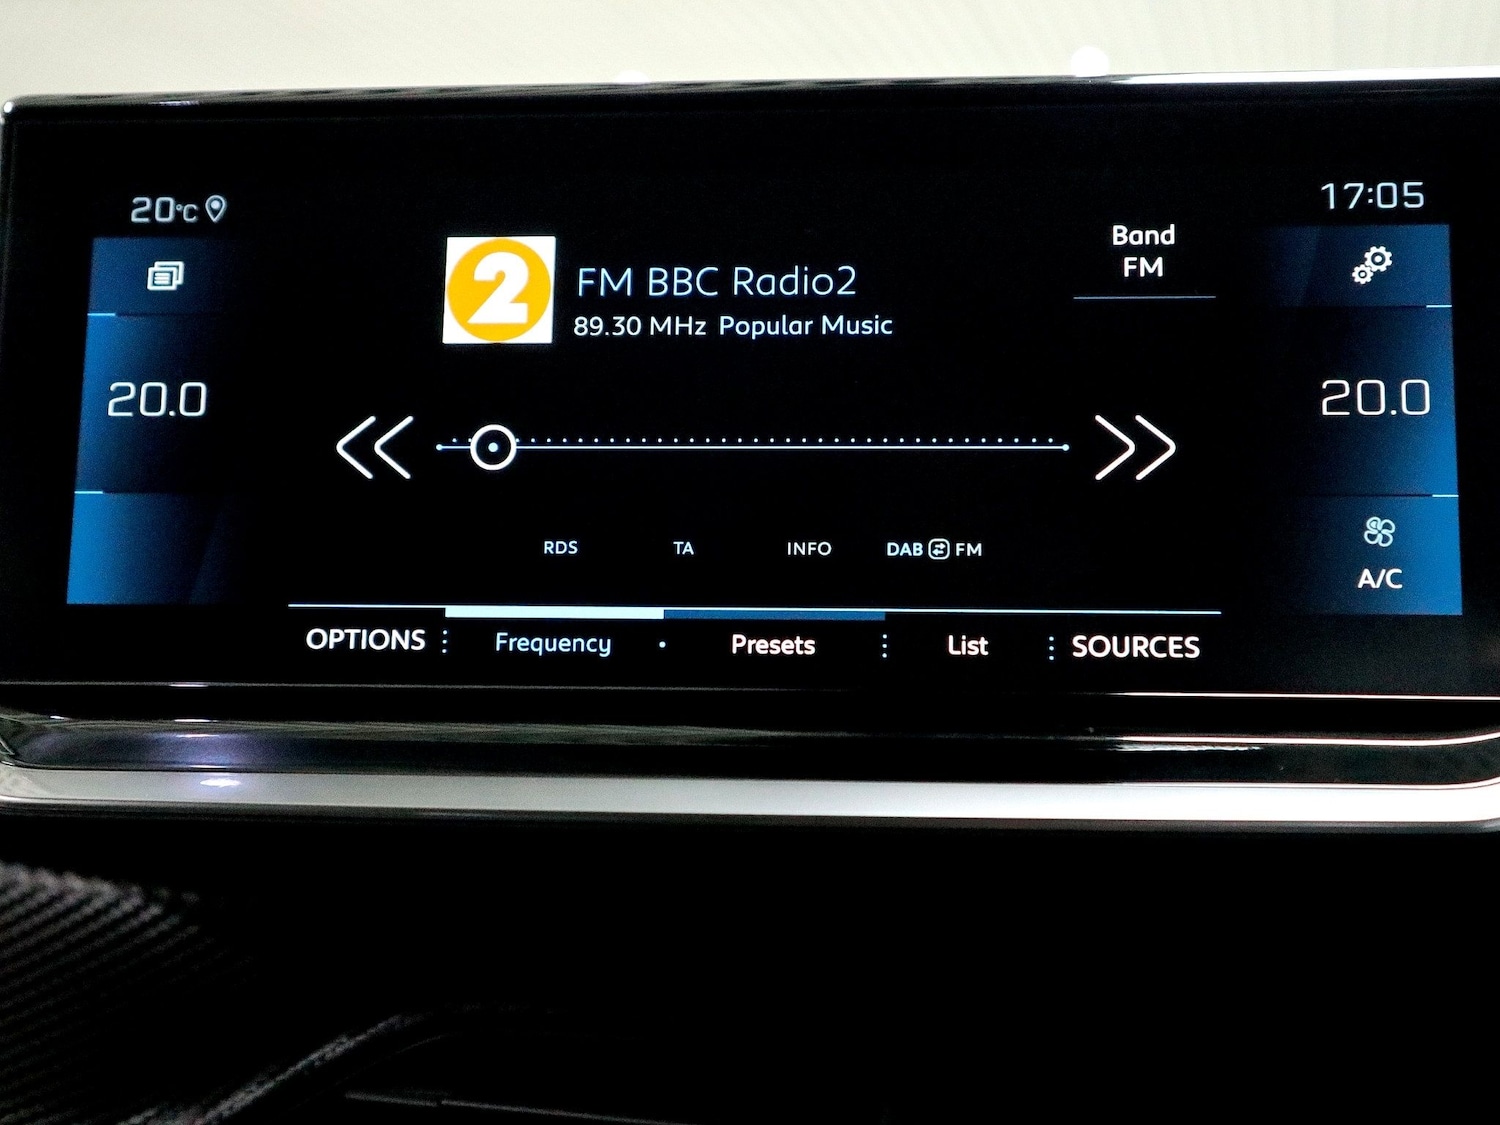 20°C
17:05
Band
FM
2
FM BBC Radio2
89.30 MHz Popular Music
20.0
20.0
RDS TA INFO DAB FM
A/C
OPTIONS Frequency Presets List SOURCES